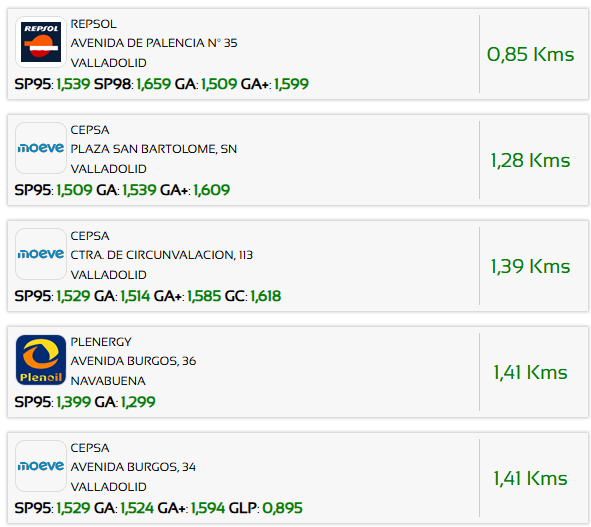 REPSOL
REPSOL
AVENIDA DE PALENCIA Nº 35
VALLADOLID
SP95: 1,539 SP98: 1,659 GA: 1,509 GA+: 1,599
0,85 Kms
moeve
CEPSA
PLAZA SAN BARTOLOME, SN
VALLADOLID
SP95: 1,509 GA: 1,539 GA+: 1,609
1,28 Kms
moeve
CEPSA
CTRA. DE CIRCUNVALACION, 113
VALLADOLID
SP95: 1,529 GA: 1,514 GA+: 1,585 GC: 1,618
1,39 Kms
Plenoil
PLENERGY
AVENIDA BURGOS, 36
NAVABUENA
SP95: 1,399 GA: 1,299
1,41 Kms
moeve
CEPSA
AVENIDA BURGOS, 34
VALLADOLID
SP95: 1,529 GA: 1,524 GA+: 1,594 GLP: 0,895
1,41 Kms